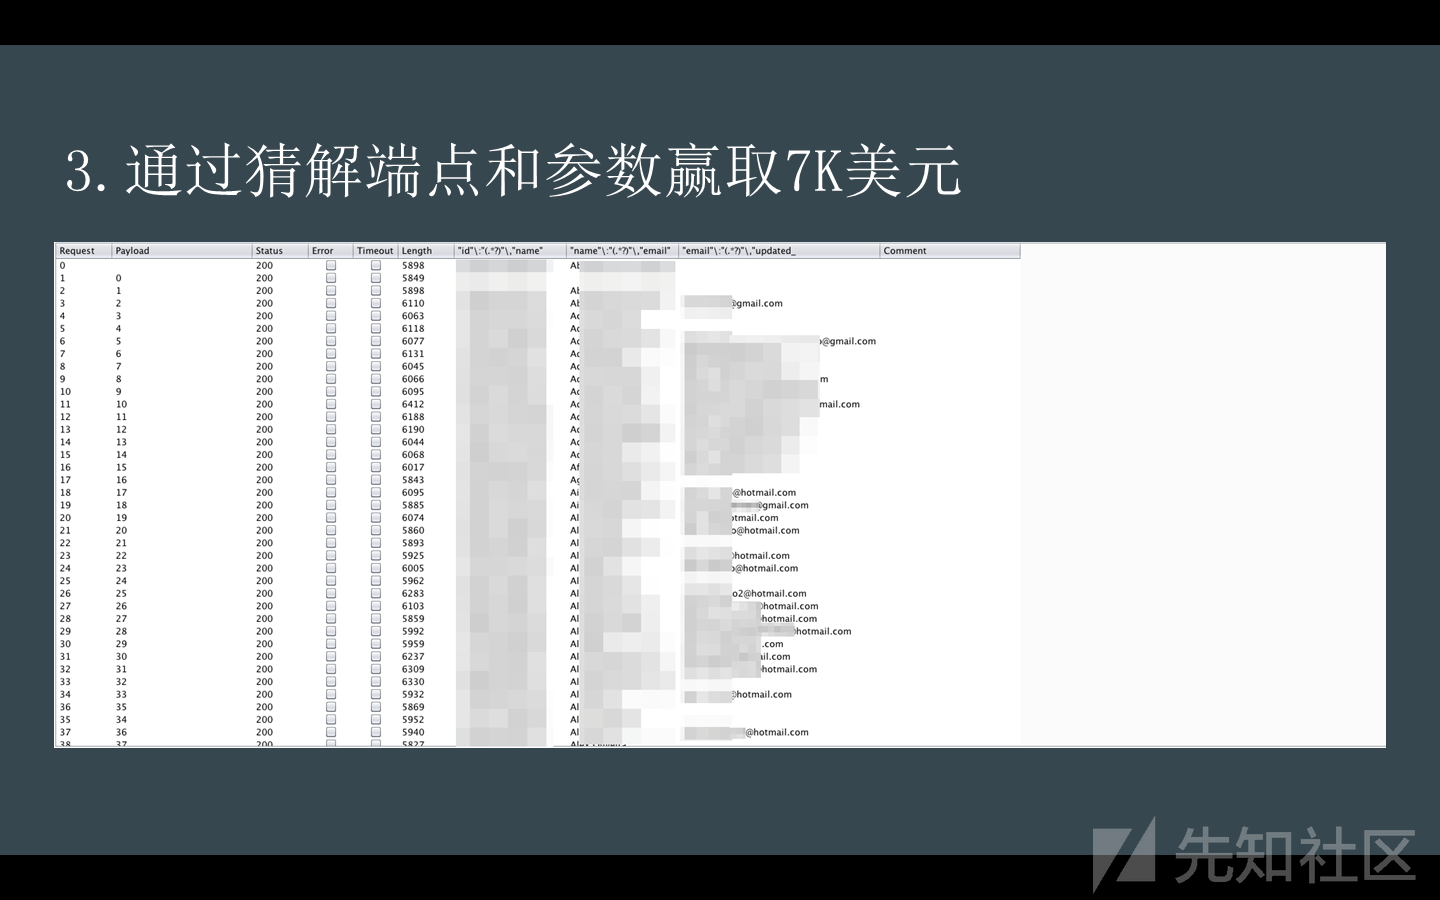 3.通过猜解端点和参数赢取7K美元
Request Payload Status Error Timeout Length "id"\:"(.*?)"\,"name" "name"\:"(.*?)"\,"email" "email"\:"(.*?)"\,"updated_ Comment
0 200 5898 Ab
1 0 200 5849
2 1 200 5898 Ab
3 2 200 6110 Ab @gmail.com
4 3 200 6063 Ac
5 4 200 6118 Ac
6 5 200 6077 Ac @gmail.com
7 6 200 6131 Ac
8 7 200 6045 Ac
9 8 200 6066 Ac m
10 9 200 6095 Ac
11 10 200 6412 Ac mail.com
12 11 200 6188 Ac
13 12 200 6190 Ac
14 13 200 6044 Ac
15 14 200 6068 Ac
16 15 200 6017 Af
17 16 200 5843 Ag
18 17 200 6095 Ai @hotmail.com
19 18 200 5885 Ai gmail.com
20 19 200 6074 Al otmail.com
21 20 200 5860 Al o@hotmail.com
22 21 200 5893 Al
23 22 200 5925 Al hotmail.com
24 23 200 6005 Al @hotmail.com
25 24 200 5962 Al
26 25 200 6283 Al o2@hotmail.com
27 26 200 6103 Al hotmail.com
28 27 200 5859 Al hotmail.com
29 28 200 5992 Al hotmail.com
30 29 200 5959 Al .com
31 30 200 6237 Al ail.com
32 31 200 6309 Al hotmail.com
33 32 200 6330 Al
34 33 200 5932 Al @hotmail.com
36 35 200 5869 Al
35 34 200 5952 Al
37 36 200 5940 Al @hotmail.com
38 37 200 5827
先知社区